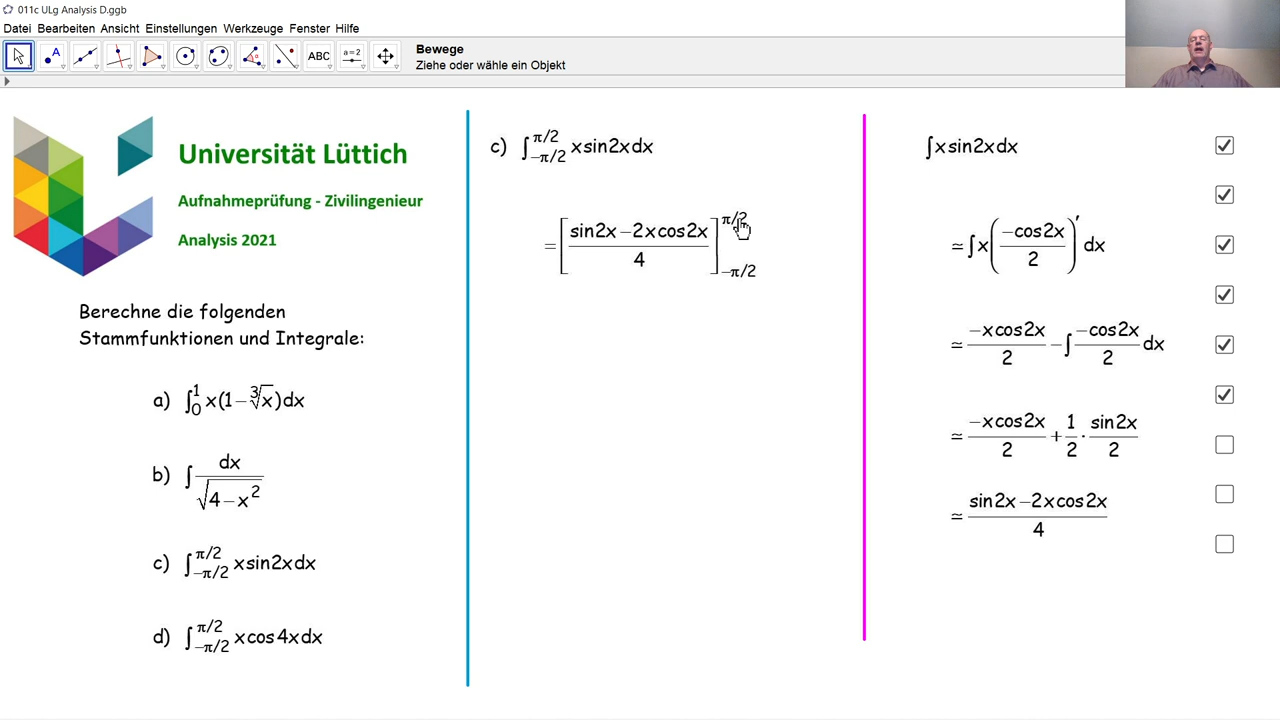 011c ULg Analysis D.ggb
Datei Bearbeiten Ansicht Einstellungen Werkzeuge Fenster Hilfe
A ABC a=2
Bewege
Ziehe oder wähle ein Objekt
Universität Lüttich
Aufnahmeprüfung - Zivilingenieur
Analysis 2021
Berechne die folgenden
Stammfunktionen und Integrale:
a) ∫₀¹ x(1−∛x)dx
b) ∫ dx/√(4−x²)
c) ∫_{−π/2}^{π/2} xsin2xdx
d) ∫_{−π/2}^{π/2} xcos4xdx
c) ∫_{−π/2}^{π/2} xsin2xdx
= [(sin2x−2xcos2x)/4]_{−π/2}^{π/2}
∫xsin2xdx
≃ ∫x(−cos2x/2)′dx
≃ −xcos2x/2 − ∫ −cos2x/2 dx
≃ −xcos2x/2 + 1/2 · sin2x/2
≃ (sin2x−2xcos2x)/4